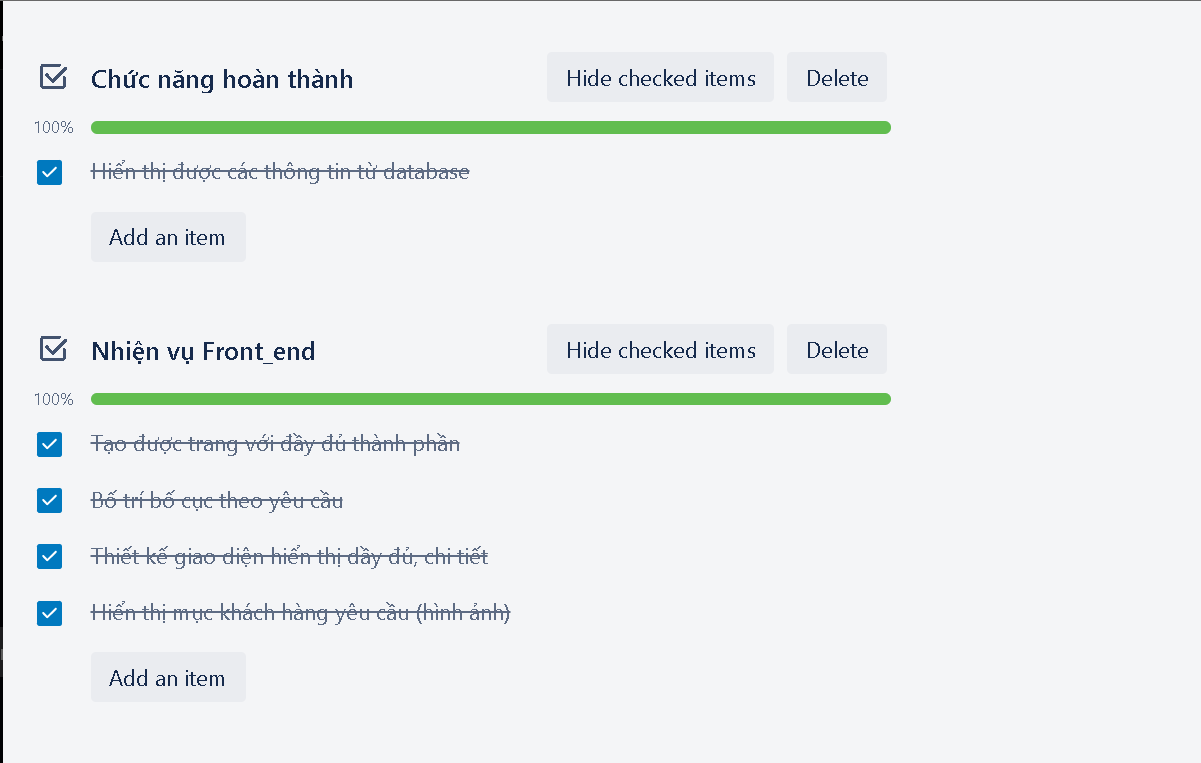 Chức năng hoàn thành
Hide checked items
Delete
100%
Hiển thị được các thông tin từ database
Add an item
Nhiện vụ Front_end
Hide checked items
Delete
100%
Tạo được trang với đầy đủ thành phần
Bố trí bố cục theo yêu cầu
Thiết kế giao diện hiển thị dầy đủ, chi tiết
Hiển thị mục khách hàng yêu cầu (hình ảnh)
Add an item